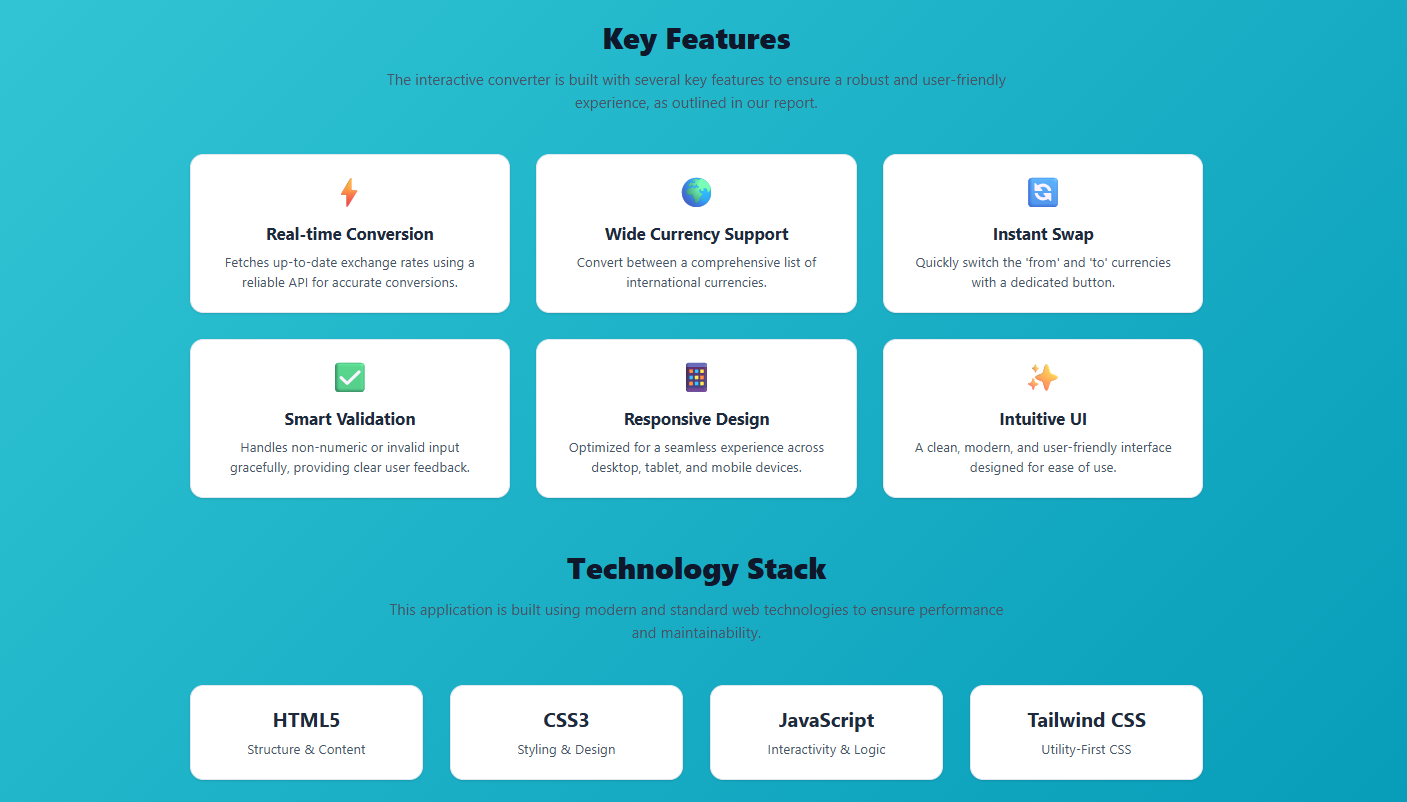 Key Features
The interactive converter is built with several key features to ensure a robust and user-friendly
experience, as outlined in our report.
Real-time Conversion
Fetches up-to-date exchange rates using a
reliable API for accurate conversions.
Wide Currency Support
Convert between a comprehensive list of
international currencies.
Instant Swap
Quickly switch the 'from' and 'to' currencies
with a dedicated button.
Smart Validation
Handles non-numeric or invalid input
gracefully, providing clear user feedback.
Responsive Design
Optimized for a seamless experience across
desktop, tablet, and mobile devices.
Intuitive UI
A clean, modern, and user-friendly interface
designed for ease of use.
Technology Stack
This application is built using modern and standard web technologies to ensure performance
and maintainability.
HTML5
Structure & Content
CSS3
Styling & Design
JavaScript
Interactivity & Logic
Tailwind CSS
Utility-First CSS